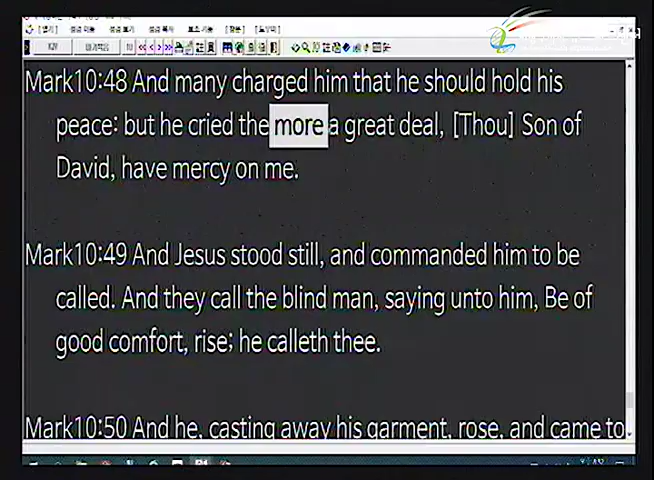 KJV
Mark10:48 And many charged him that he should hold his
peace: but he cried the more a great deal, [Thou] Son of
David, have mercy on me.
Mark10:49 And Jesus stood still, and commanded him to be
called. And they call the blind man, saying unto him, Be of
good comfort, rise; he calleth thee.
Mark10:50 And he, casting away his garment, rose, and came to